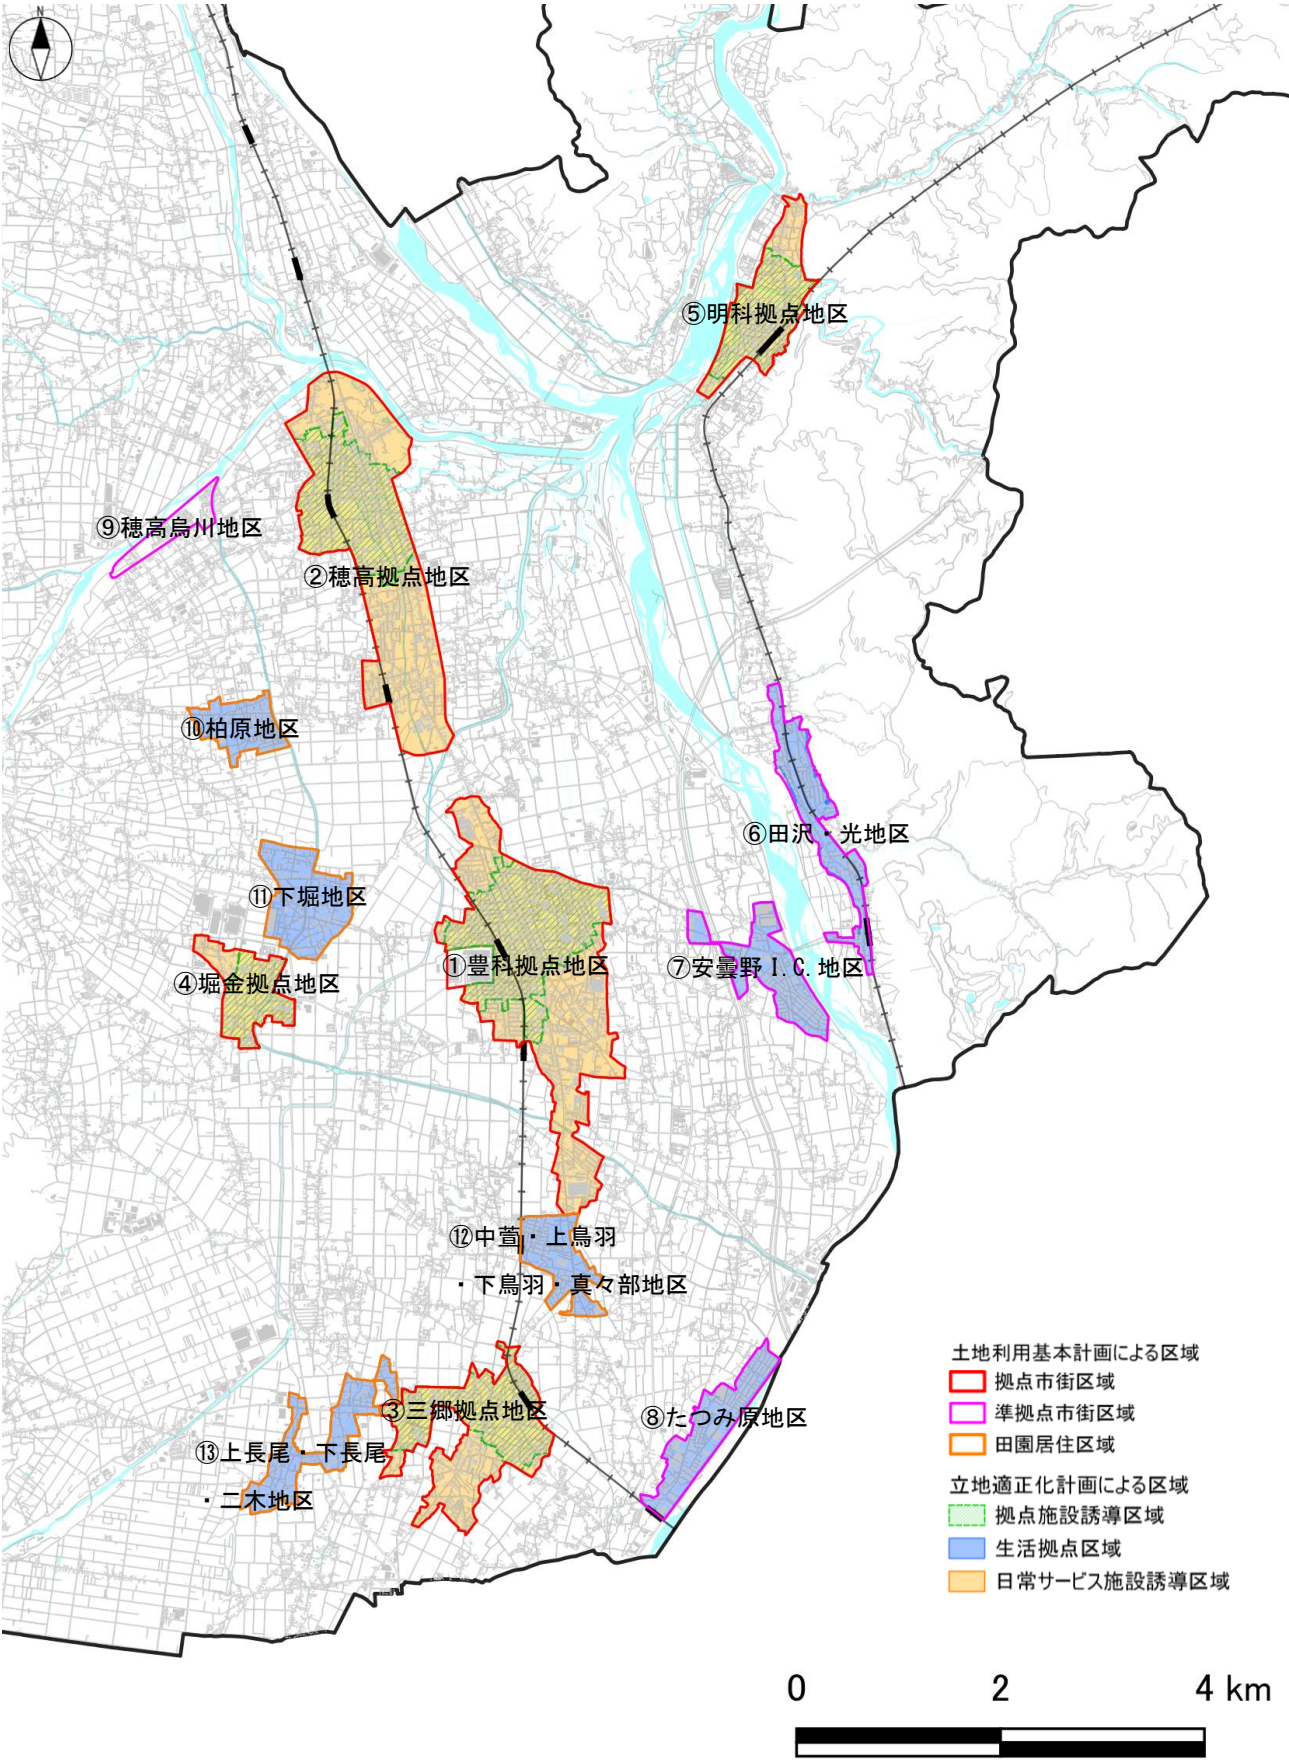 N
⑤明科拠点地区
⑨穂高烏川地区
②穂高拠点地区
⑩柏原地区
⑥田沢・光地区
⑪下堀地区
①豊科拠点地区
⑦安曇野I.C.地区
④堀金拠点地区
⑫中萱・上鳥羽
・下鳥羽・真々部地区
③三郷拠点地区
⑧たつみ原地区
⑬上長尾・下長尾
・二木地区
土地利用基本計画による区域
拠点市街区域
準拠点市街区域
田園居住区域
立地適正化計画による区域
拠点施設誘導区域
生活拠点区域
日常サービス施設誘導区域
0 2 4 km